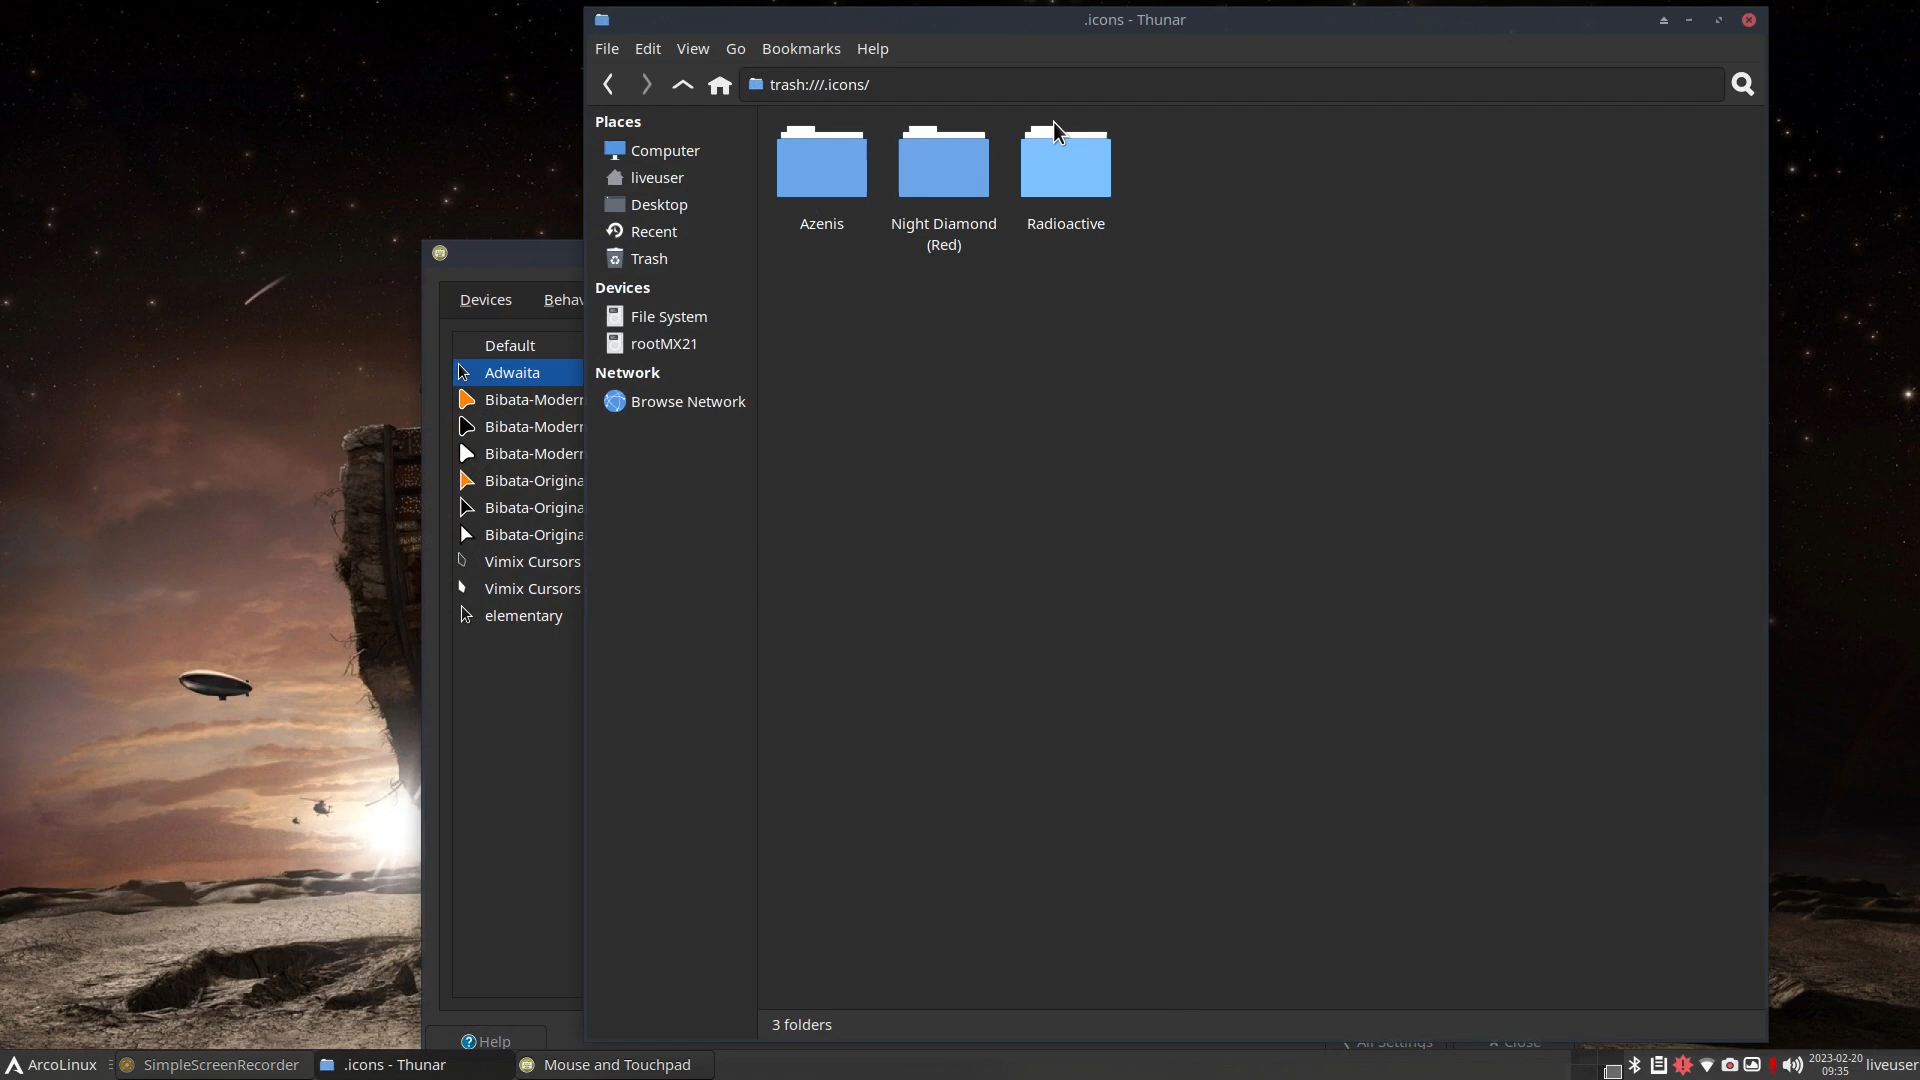 .icons - Thunar
File Edit View Go Bookmarks Help
trash:///.icons/
Places
Computer
liveuser
Desktop
Recent
Trash
Devices
File System
rootMX21
Network
Browse Network
Azenis
Night Diamond
(Red)
Radioactive
3 folders
Devices
Default
Adwaita
Bibata-Modern
Bibata-Modern
Bibata-Modern
Bibata-Origina
Bibata-Origina
Bibata-Origina
Vimix Cursors
Vimix Cursors
elementary
Help
All Settings
Close
ArcoLinux
SimpleScreenRecorder
.icons - Thunar
Mouse and Touchpad
2023-02-20
09:35
liveuser